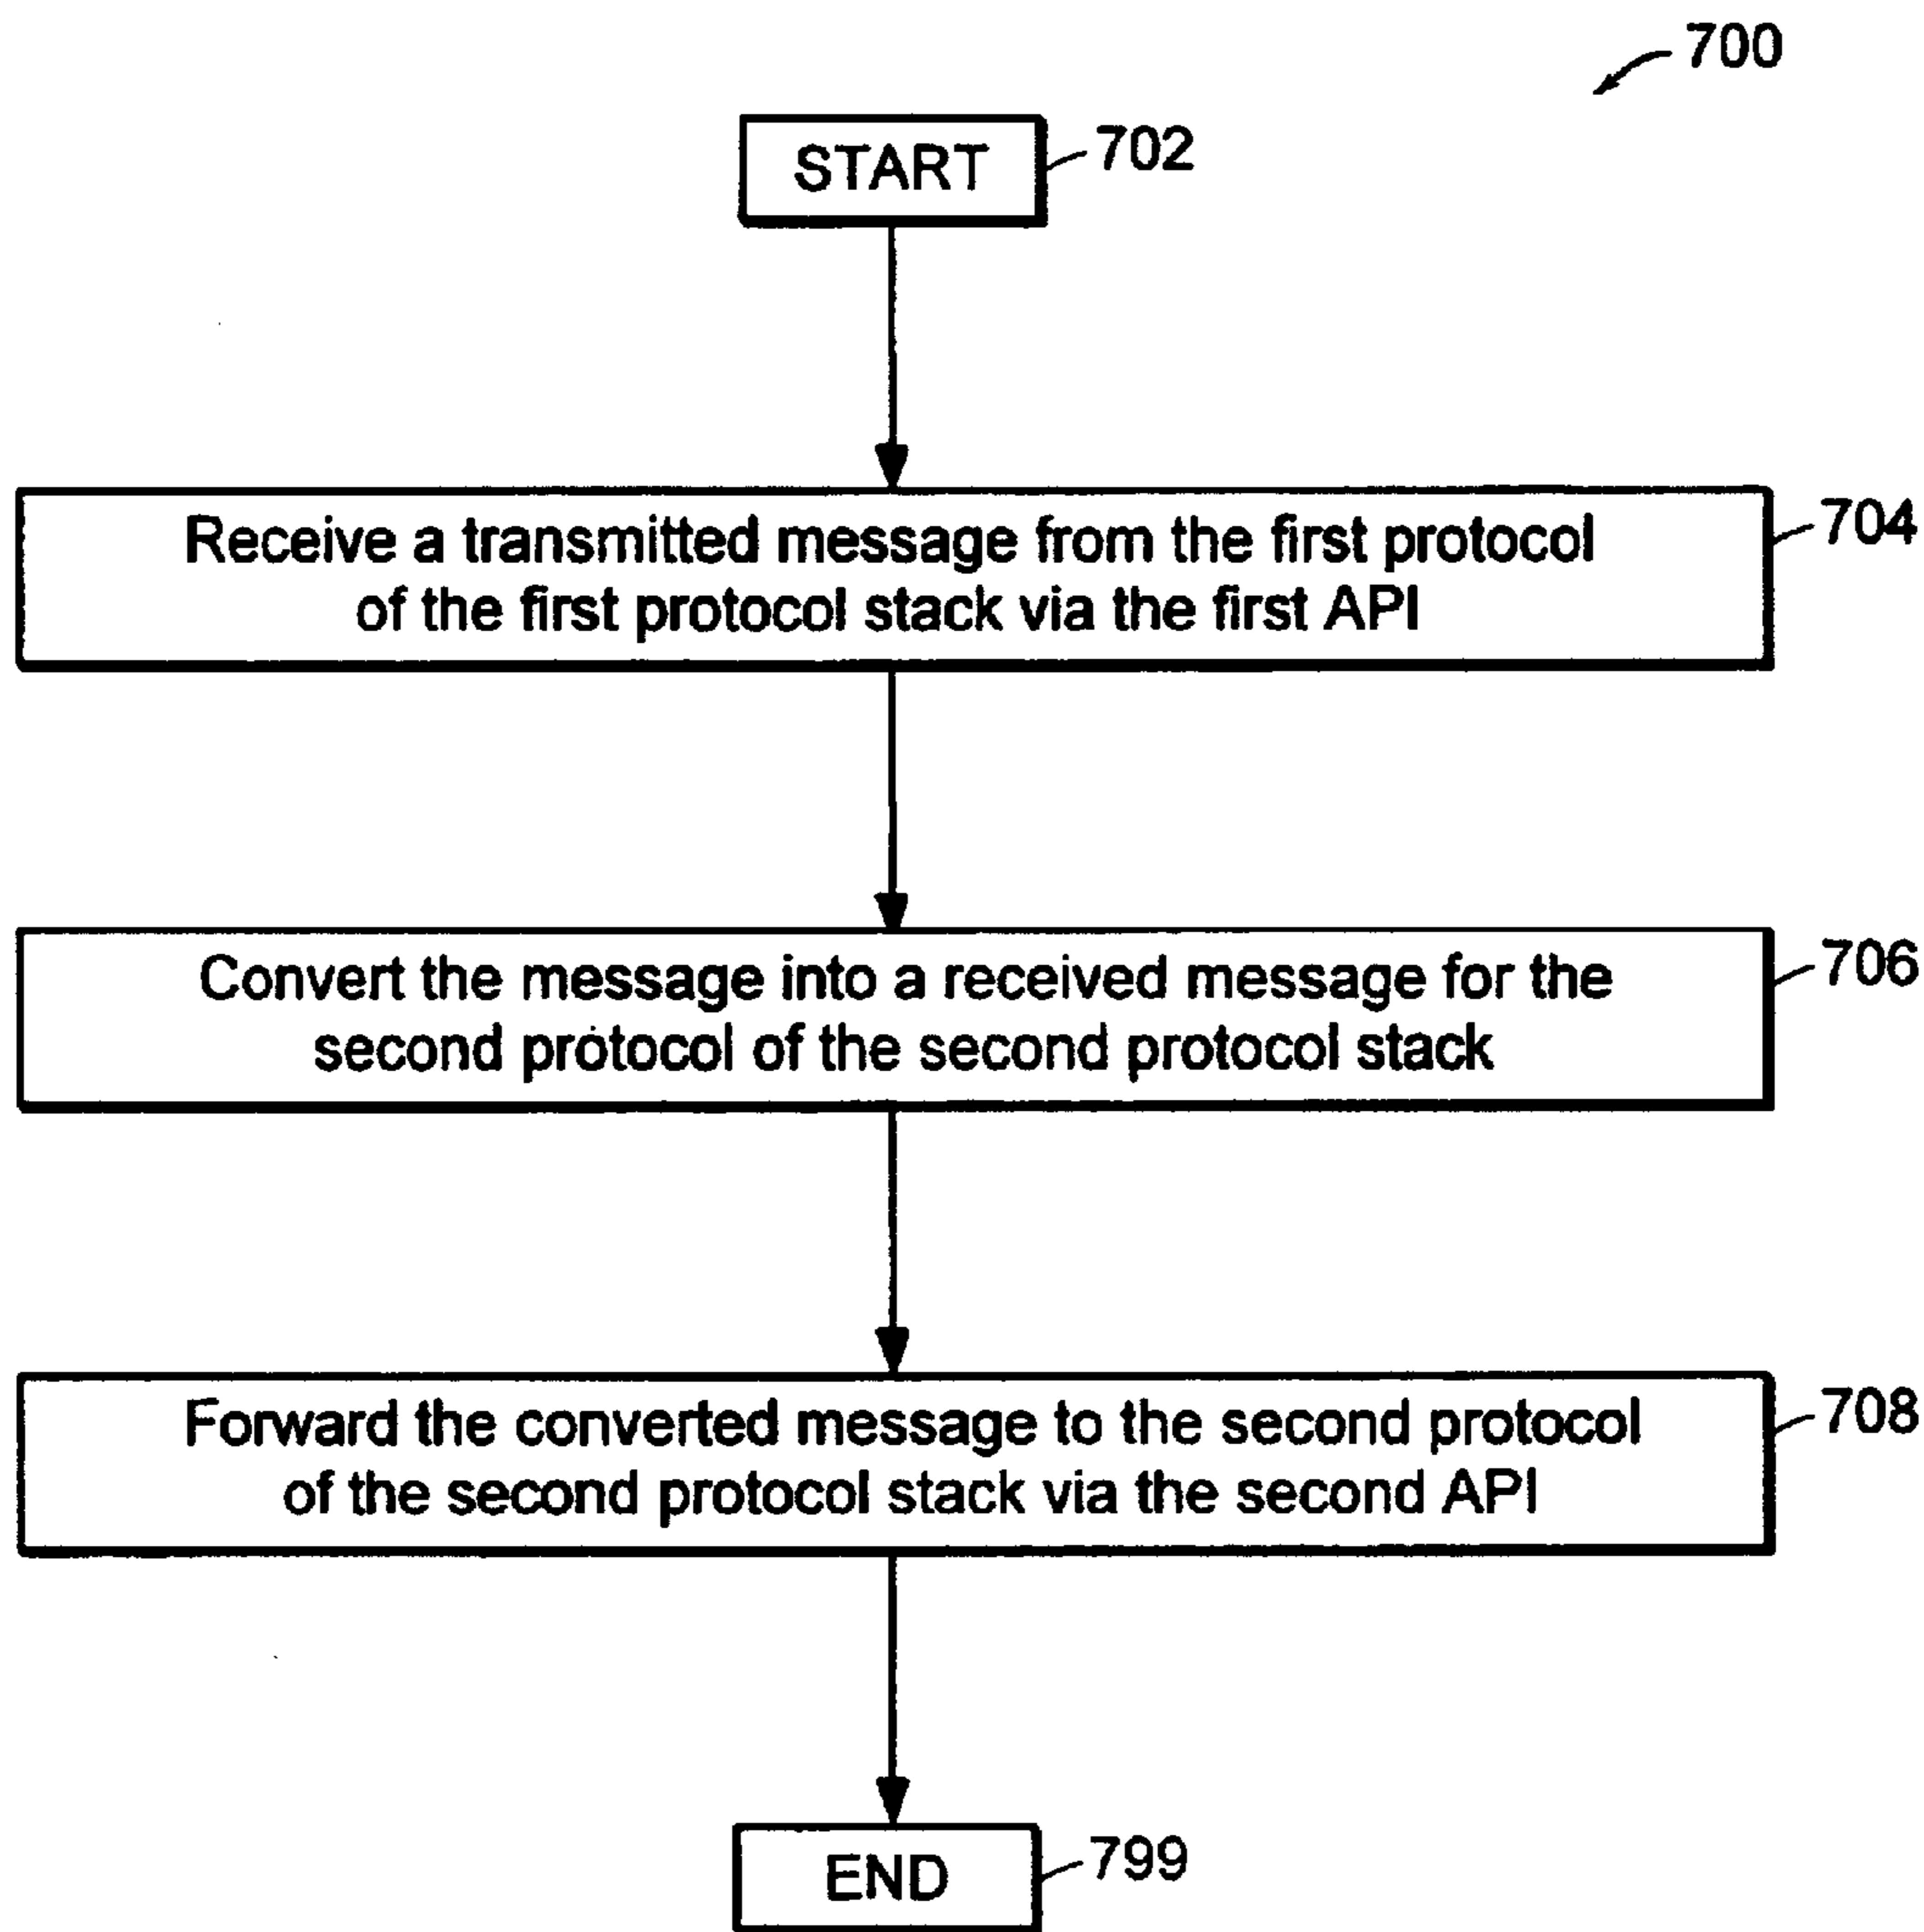 700
START
702
Receive a transmitted message from the first protocol
of the first protocol stack via the first API
704
Convert the message into a received message for the
second protocol of the second protocol stack
706
Forward the converted message to the second protocol
of the second protocol stack via the second API
708
END
799